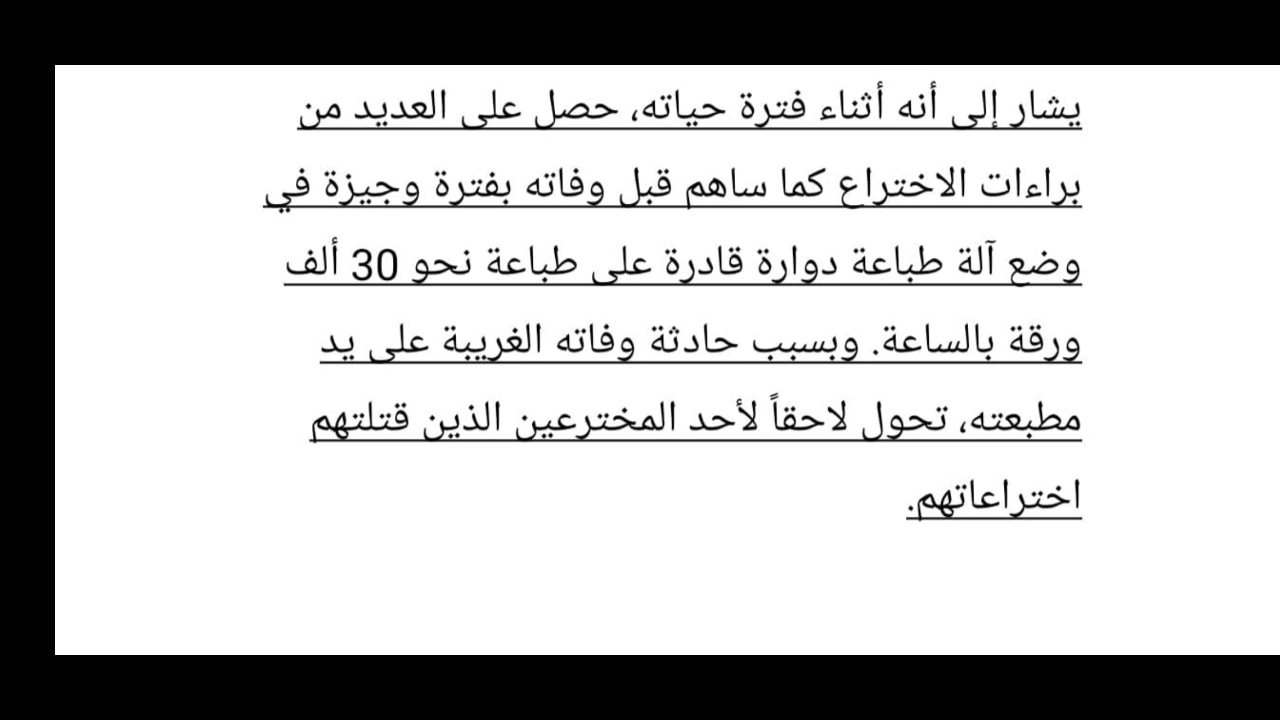 يشار إلى أنه أثناء فترة حياته، حصل على العديد من
براءات الاختراع كما ساهم قبل وفاته بفترة وجيزة في
وضع آلة طباعة دوارة قادرة على طباعة نحو 30 ألف
ورقة بالساعة. وبسبب حادثة وفاته الغريبة على يد
مطبعته، تحول لاحقاً لأحد المخترعين الذين قتلتهم
اختراعاتهم.